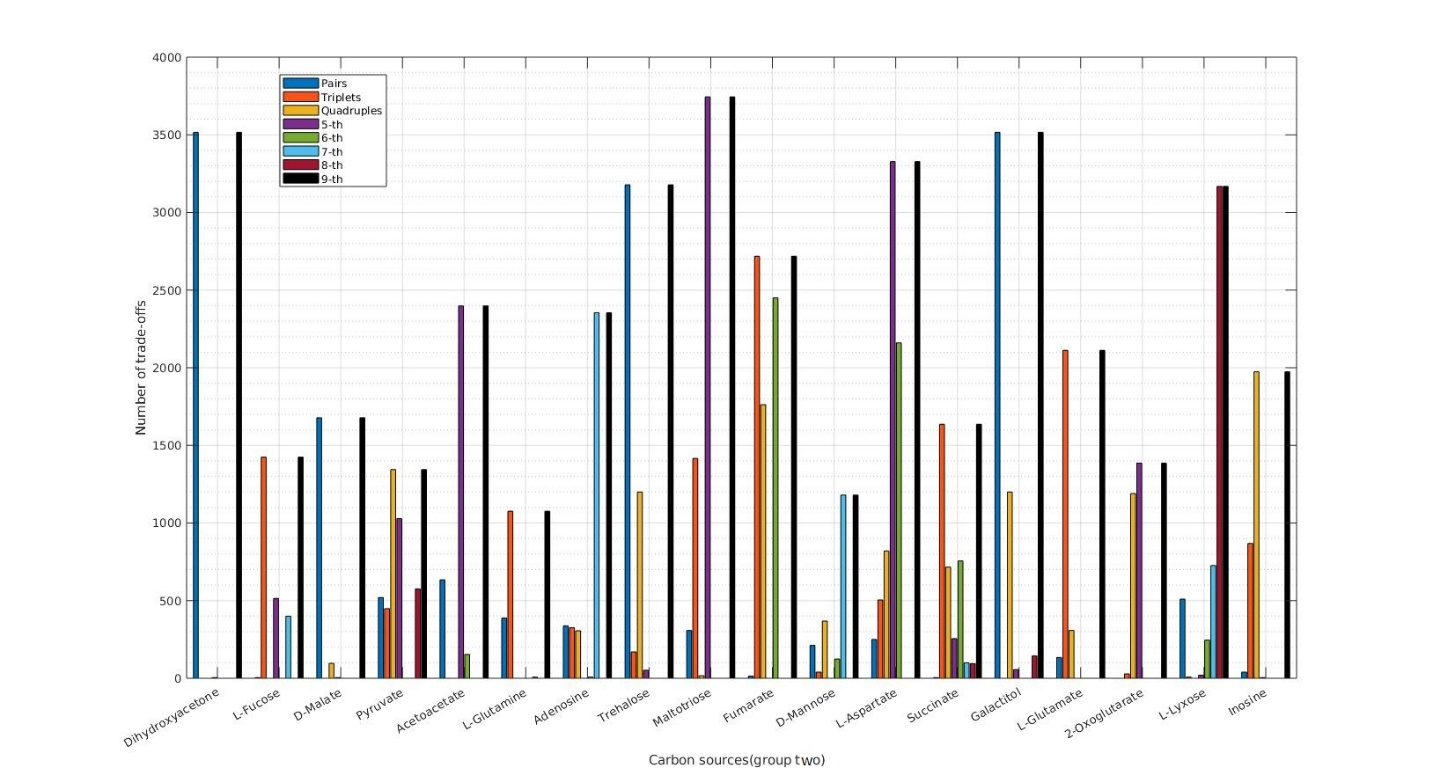 4000
3500
3000
2500
2000
1500
1000
500
0
Number of trade-offs
Pairs
Triplets
Quadruples
5-th
6-th
7-th
8-th
9-th
Dihydroxyacetone
L-Fucose
D-Malate
Pyruvate
Acetoacetate
L-Glutamine
Adenosine
Trehalose
Maltotriose
Fumarate
D-Mannose
L-Aspartate
Succinate
Galactitol
L-Glutamate
2-Oxoglutarate
L-Lyxose
Inosine
Carbon sources(group two)